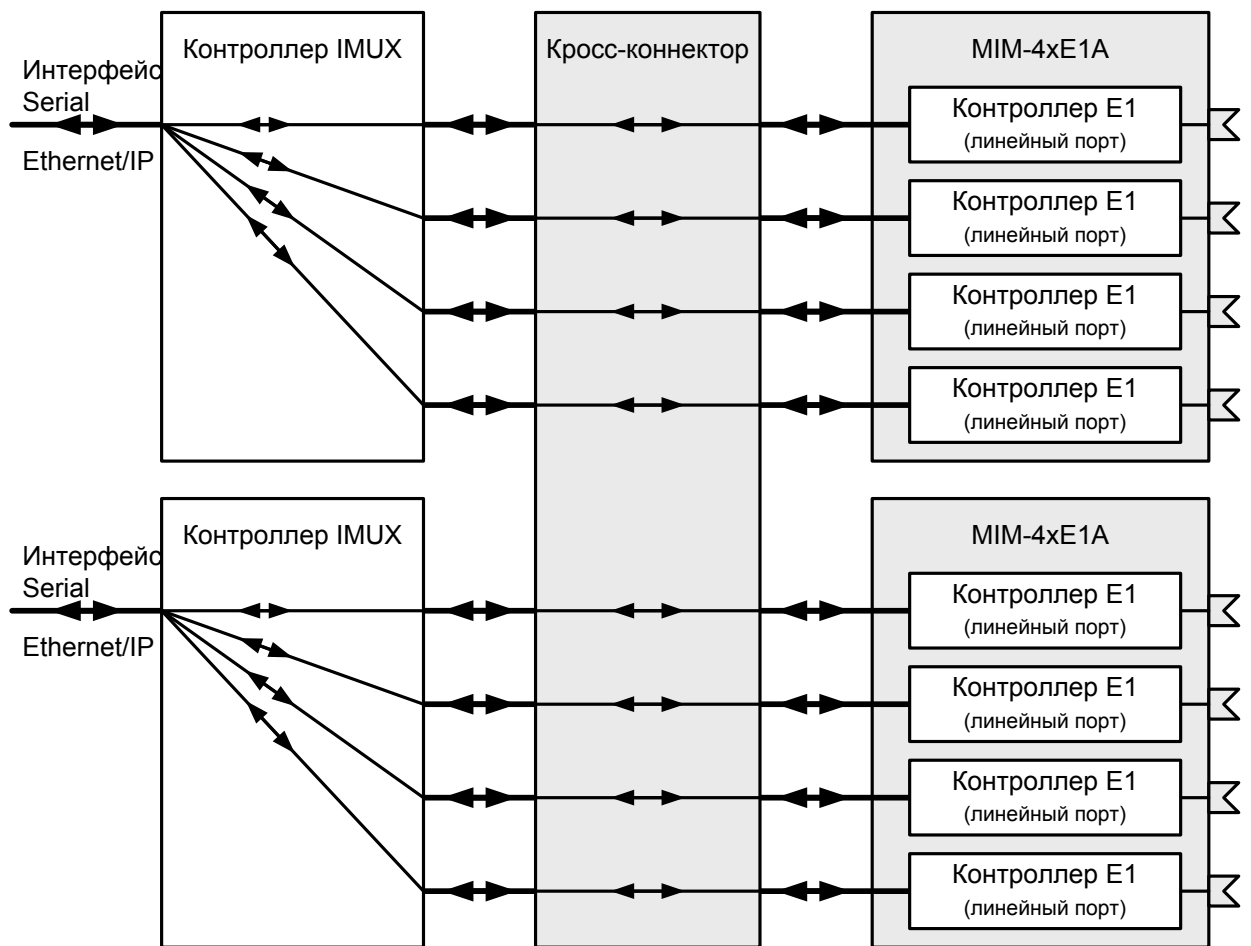 Контроллер IMUX
Кросс-коннектор
MIM-4xE1A
Интерфейс
Serial
Ethernet/IP
Контроллер E1
(линейный порт)
Контроллер E1
(линейный порт)
Контроллер E1
(линейный порт)
Контроллер E1
(линейный порт)
Контроллер IMUX
MIM-4xE1A
Интерфейс
Serial
Ethernet/IP
Контроллер E1
(линейный порт)
Контроллер E1
(линейный порт)
Контроллер E1
(линейный порт)
Контроллер E1
(линейный порт)